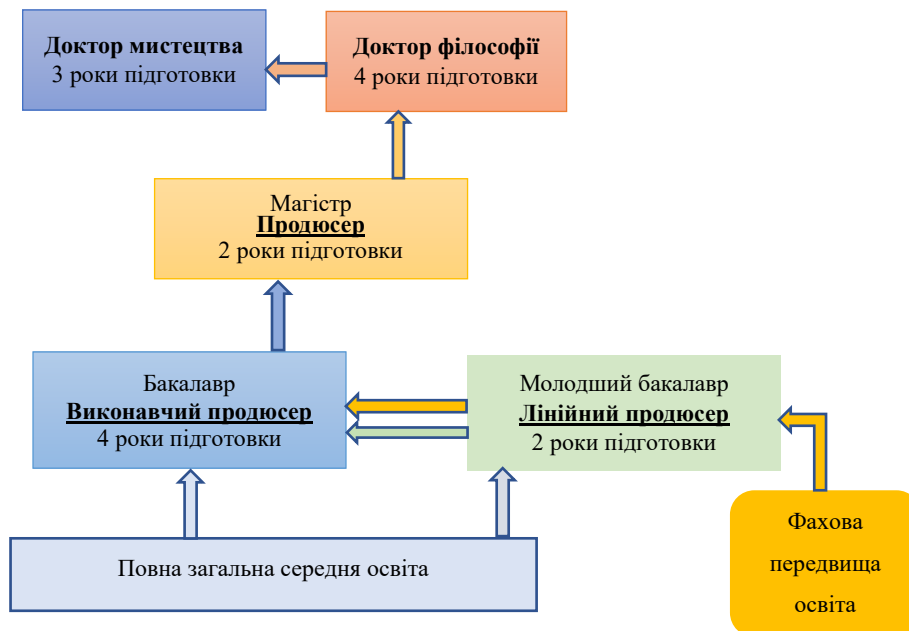 Доктор мистецтва
3 роки підготовки
Доктор філософії
4 роки підготовки
Магістр
Продюсер
2 роки підготовки
Бакалавр
Виконавчий продюсер
4 роки підготовки
Молодший бакалавр
Лінійний продюсер
2 роки підготовки
Повна загальна середня освіта
Фахова
передвища
освіта